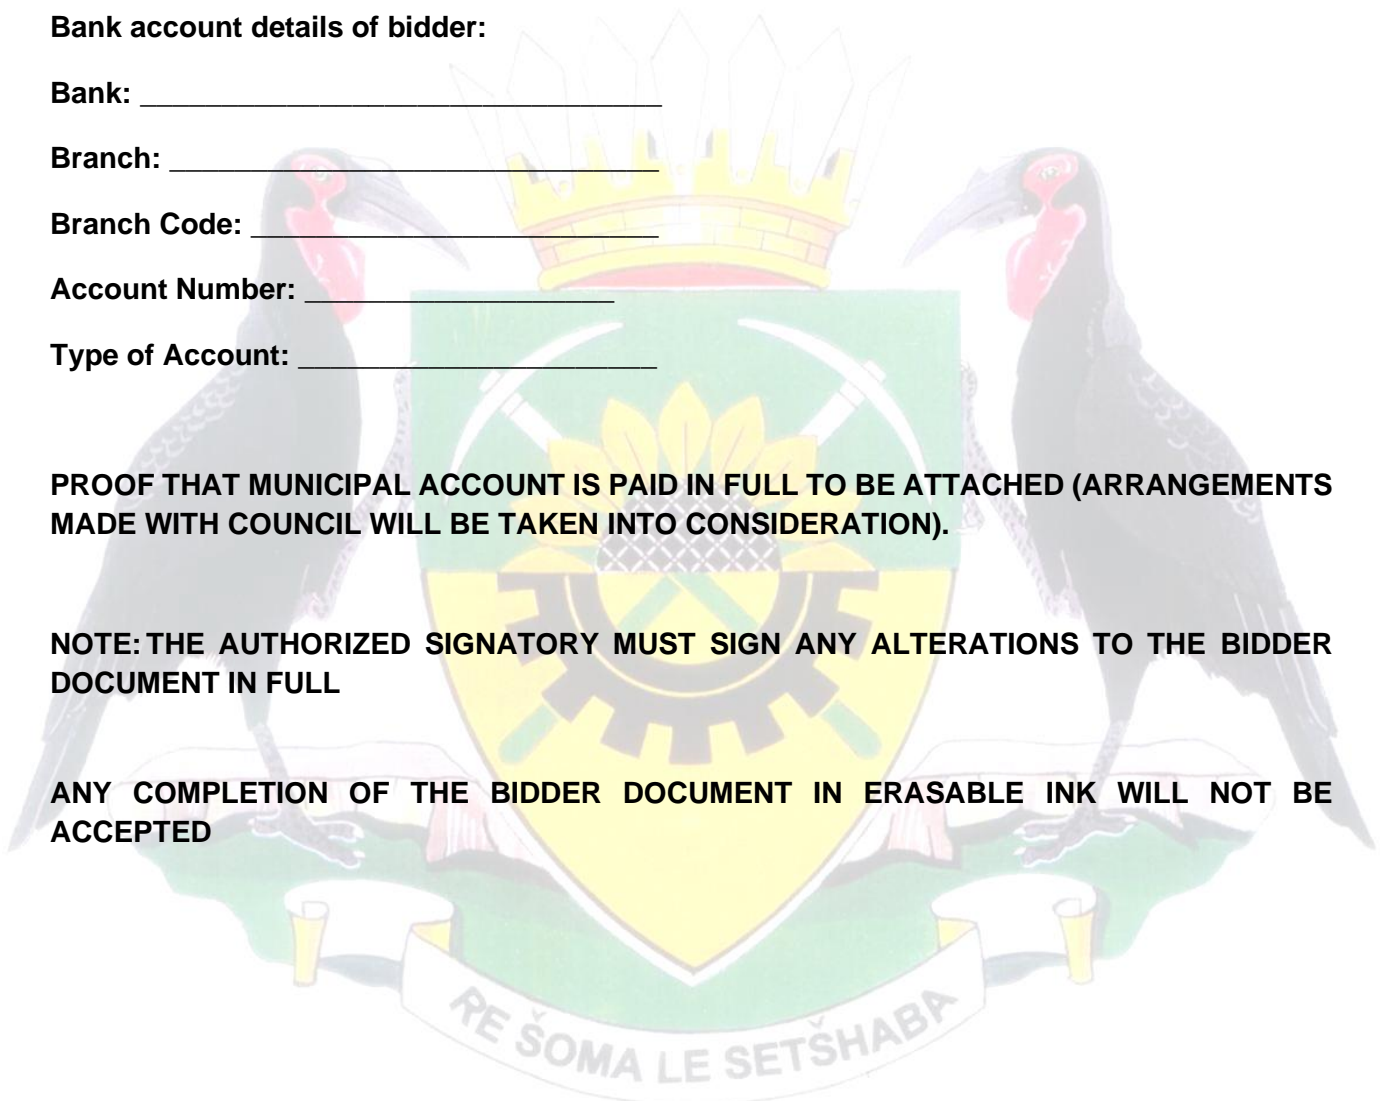 Bank account details of bidder:
Bank: ________________________________
Branch: ______________________________
Branch Code: _________________________
Account Number: ___________________
Type of Account: ______________________
PROOF THAT MUNICIPAL ACCOUNT IS PAID IN FULL TO BE ATTACHED (ARRANGEMENTS
MADE WITH COUNCIL WILL BE TAKEN INTO CONSIDERATION).
NOTE: THE AUTHORIZED SIGNATORY MUST SIGN ANY ALTERATIONS TO THE BIDDER
DOCUMENT IN FULL
ANY COMPLETION OF THE BIDDER DOCUMENT IN ERASABLE INK WILL NOT BE
ACCEPTED
RE ŠOMA LE SETŠHABA